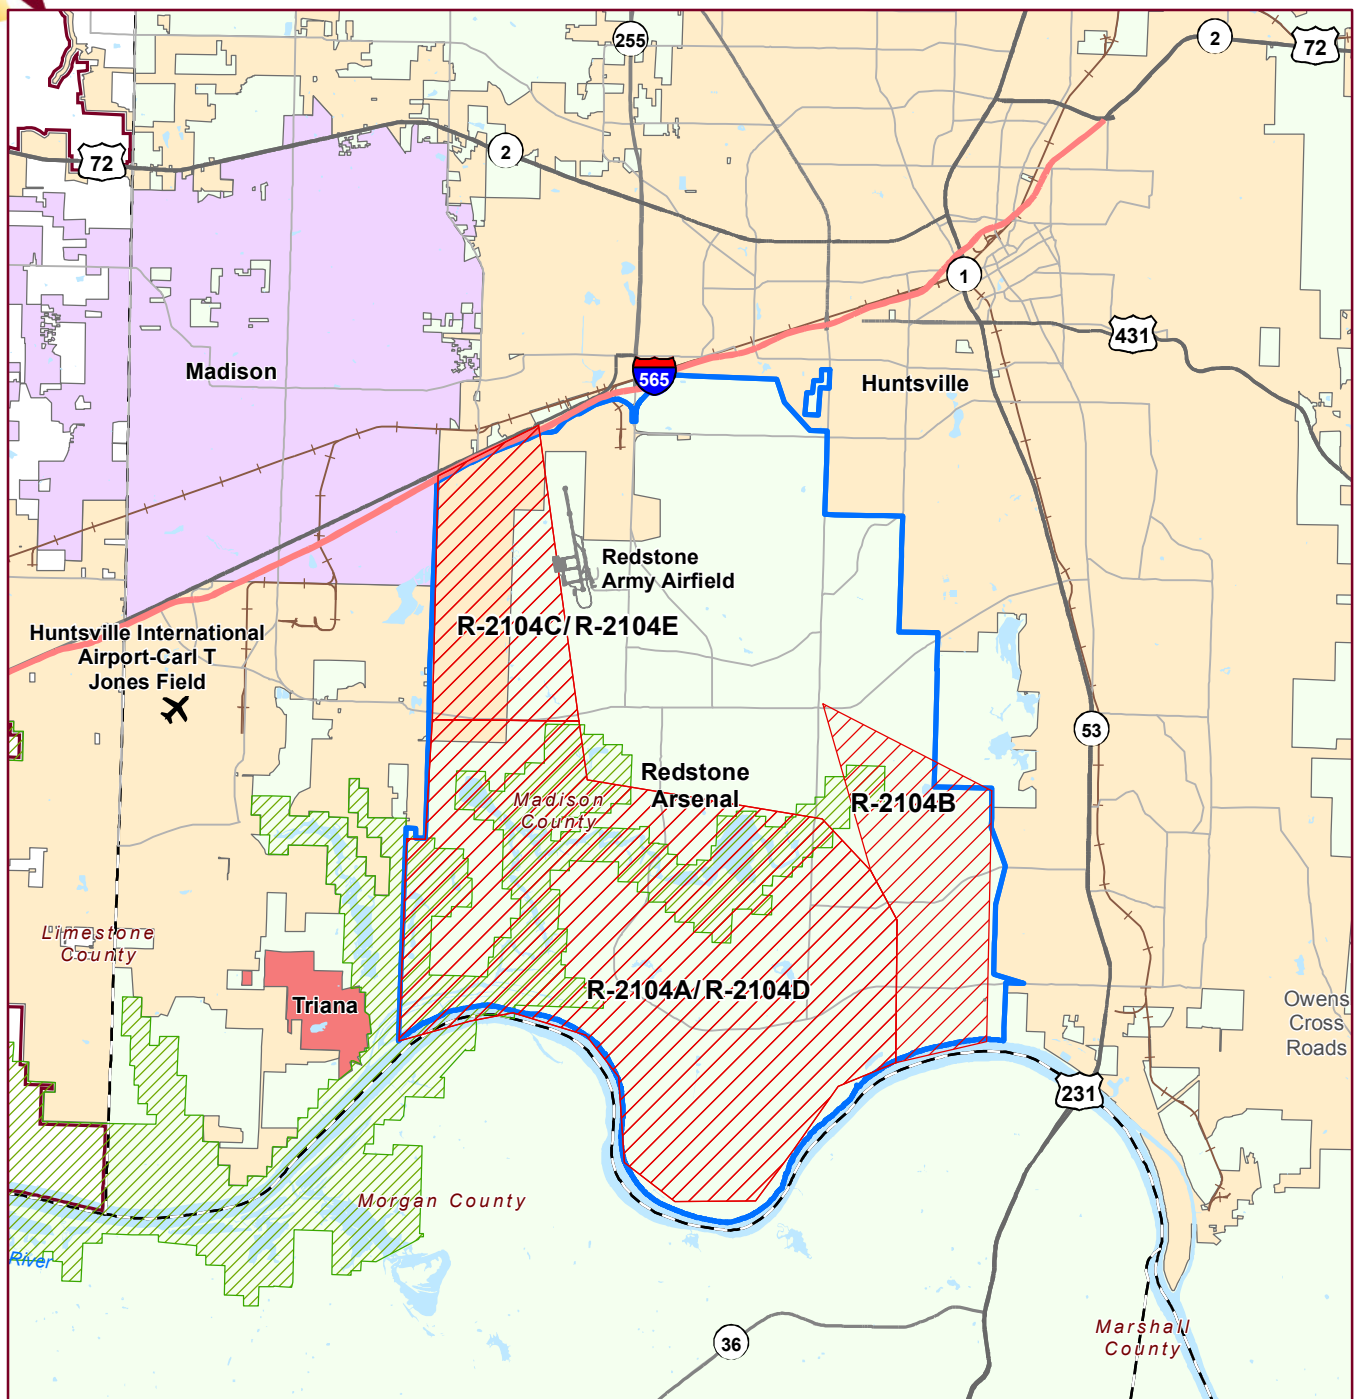 255
2
72
72
2
1
431
Madison
565
Huntsville
Redstone
Army Airfield
R-2104C/ R-2104E
Huntsville International
Airport-Carl T
Jones Field
53
Redstone
Arsenal
Madison
County
R-2104B
Limestone
County
R-2104A/ R-2104D
Triana
Owens
Cross
Roads
231
Morgan County
River
Marshall
County
36